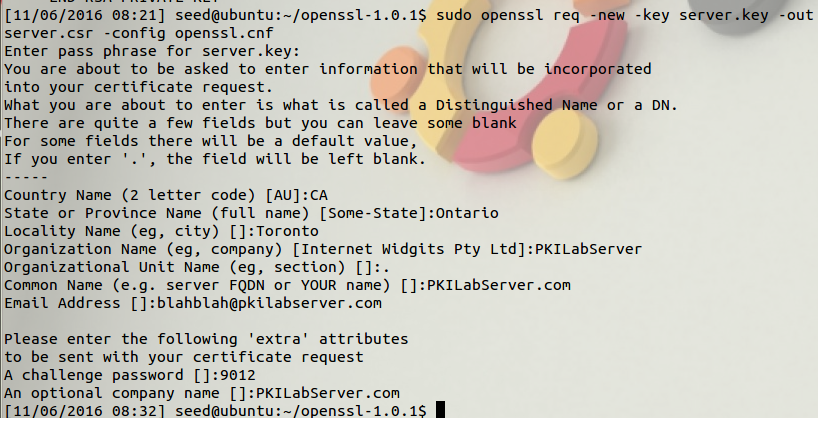 [11/06/2016 08:21] seed@ubuntu:~/openssl-1.0.1$ sudo openssl req -new -key server.key -out
server.csr -config openssl.cnf
Enter pass phrase for server.key:
You are about to be asked to enter information that will be incorporated
into your certificate request.
What you are about to enter is what is called a Distinguished Name or a DN.
There are quite a few fields but you can leave some blank
For some fields there will be a default value,
If you enter '.', the field will be left blank.
-----
Country Name (2 letter code) [AU]:CA
State or Province Name (full name) [Some-State]:Ontario
Locality Name (eg, city) []:Toronto
Organization Name (eg, company) [Internet Widgits Pty Ltd]:PKILabServer
Organizational Unit Name (eg, section) []:.
Common Name (e.g. server FQDN or YOUR name) []:PKILabServer.com
Email Address []:blahblah@pkilabserver.com
Please enter the following 'extra' attributes
to be sent with your certificate request
A challenge password []:9012
An optional company name []:PKILabServer.com
[11/06/2016 08:32] seed@ubuntu:~/openssl-1.0.1$